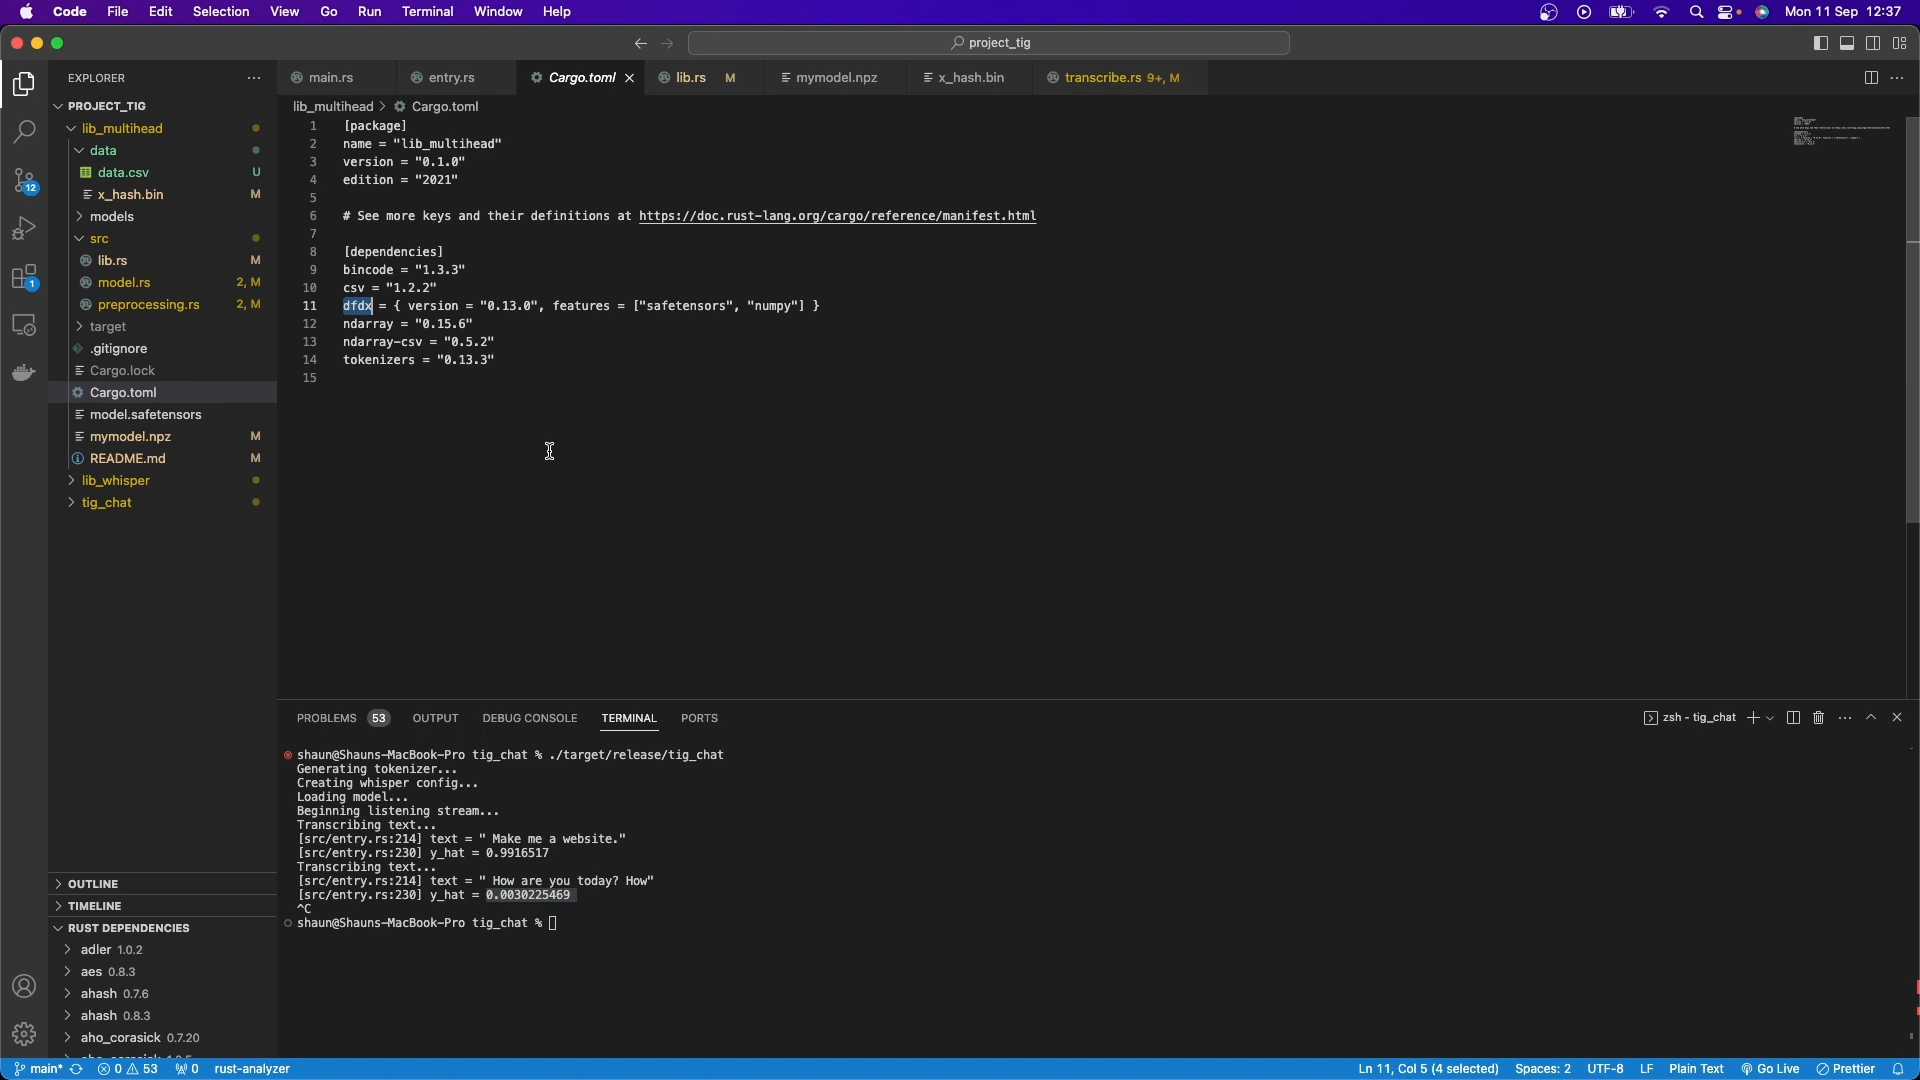 Code File Edit Selection View Go Run Terminal Window Help Mon 11 Sep 12:37
project_tig
EXPLORER
main.rs entry.rs Cargo.toml lib.rs M mymodel.npz x_hash.bin transcribe.rs 9+, M
lib_multihead > Cargo.toml
PROJECT_TIG
lib_multihead
data
data.csv U
x_hash.bin M
models
src
lib.rs M
model.rs 2, M
preprocessing.rs 2, M
target
.gitignore
Cargo.lock
Cargo.toml
model.safetensors
mymodel.npz M
README.md M
lib_whisper
tig_chat
1 [package]
2 name = "lib_multihead"
3 version = "0.1.0"
4 edition = "2021"
5
6 # See more keys and their definitions at https://doc.rust-lang.org/cargo/reference/manifest.html
7
8 [dependencies]
9 bincode = "1.3.3"
10 csv = "1.2.2"
11 dfdx = { version = "0.13.0", features = ["safetensors", "numpy"] }
12 ndarray = "0.15.6"
13 ndarray-csv = "0.5.2"
14 tokenizers = "0.13.3"
15
12
1
PROBLEMS 53 OUTPUT DEBUG CONSOLE TERMINAL PORTS zsh - tig_chat
shaun@Shauns-MacBook-Pro tig_chat % ./target/release/tig_chat
Generating tokenizer...
Creating whisper config...
Loading model...
Beginning listening stream...
Transcribing text...
[src/entry.rs:214] text = " Make me a website."
[src/entry.rs:230] y_hat = 0.9916517
Transcribing text...
[src/entry.rs:214] text = " How are you today? How"
[src/entry.rs:230] y_hat = 0.0030225469
^C
shaun@Shauns-MacBook-Pro tig_chat %
OUTLINE
TIMELINE
RUST DEPENDENCIES
adler 1.0.2
aes 0.8.3
ahash 0.7.6
ahash 0.8.3
aho_corasick 0.7.20
main* 0 53 0 rust-analyzer Ln 11, Col 5 (4 selected) Spaces: 2 UTF-8 LF Plain Text Go Live Prettier